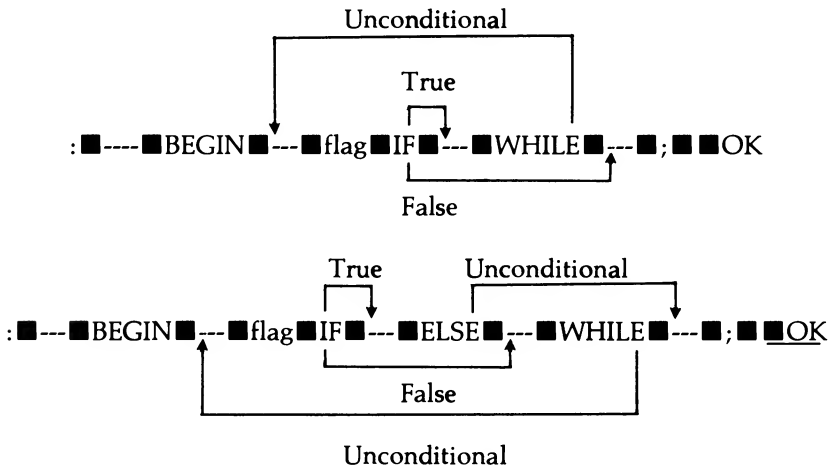 Unconditional
True
:■----■BEGIN■---■flag■IF■---■WHILE■---■;■■OK
False
True Unconditional
:■---■BEGIN■---■flag■IF■---■ELSE■---■WHILE■---■;■■OK
False
Unconditional